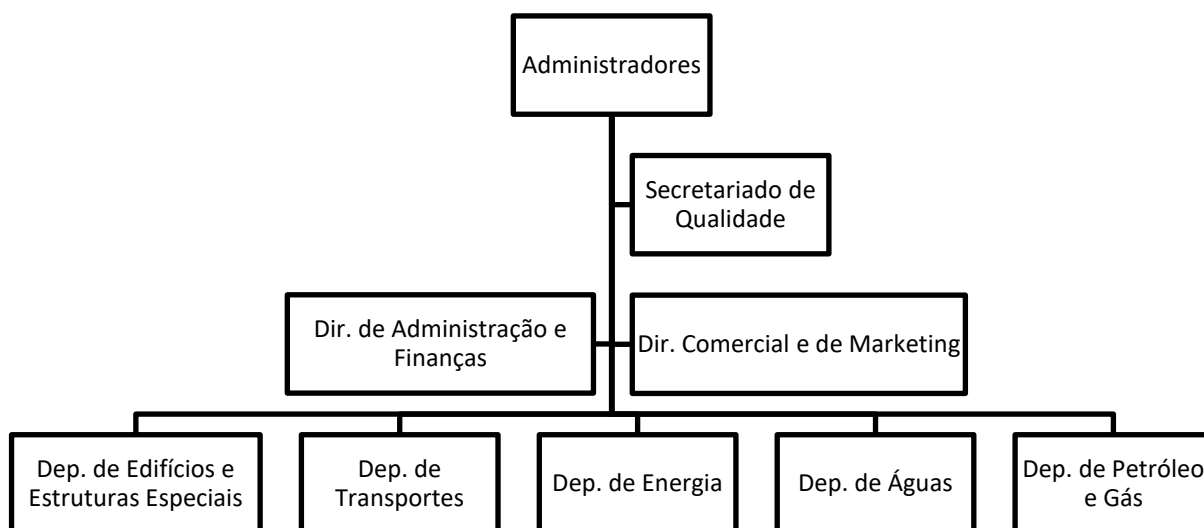 Administradores
Secretariado de
Qualidade
Dir. de Administração e
Finanças
Dir. Comercial e de Marketing
Dep. de Edifícios e
Estruturas Especiais
Dep. de
Transportes
Dep. de Energia
Dep. de Águas
Dep. de Petróleo
e Gás